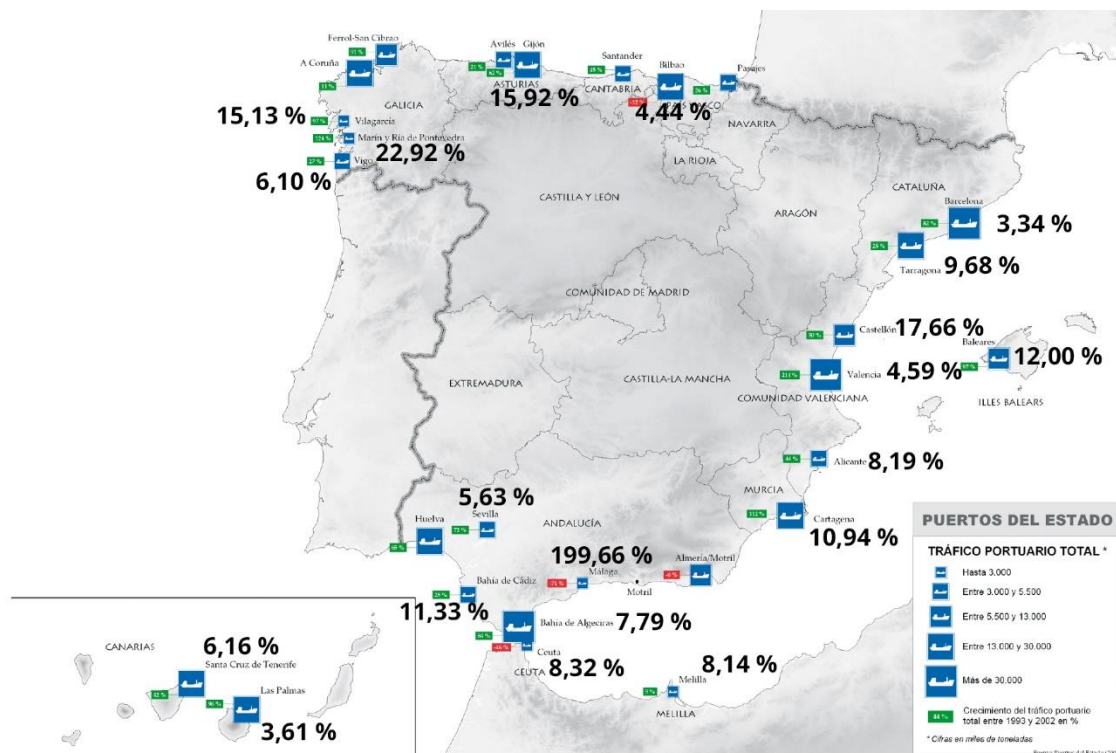 Ferrol-San Cibrao
A Coruña
Avilés
Gijón
Santander
Bilbao
Pasajes
ASTURIAS
CANTABRIA
PAÍS VASCO
15,92 %
4,44 %
GALICIA
NAVARRA
15,13 %
Vilagarcía
Marín y Ría de Pontevedra
22,92 %
Vigo
6,10 %
LA RIOJA
CASTILLA Y LEÓN
ARAGÓN
CATALUÑA
Barcelona
3,34 %
Tarragona
9,68 %
COMUNIDAD DE MADRID
Castellón
17,66 %
Baleares
12,00 %
Valencia
4,59 %
EXTREMADURA
CASTILLA-LA MANCHA
COMUNIDAD VALENCIANA
ILLES BALEARS
Alicante
8,19 %
MURCIA
Cartagena
10,94 %
5,63 %
Sevilla
Huelva
ANDALUCÍA
199,66 %
Málaga
Almería/Motril
Motril
Bahía de Cádiz
11,33 %
Bahía de Algeciras
7,79 %
Ceuta
CEUTA
8,32 %
8,14 %
Melilla
MELILLA
CANARIAS
6,16 %
Santa Cruz de Tenerife
Las Palmas
3,61 %
PUERTOS DEL ESTADO
TRÁFICO PORTUARIO TOTAL *
Hasta 3.000
Entre 3.000 y 5.500
Entre 5.500 y 13.000
Entre 13.000 y 30.000
Más de 30.000
Crecimiento del tráfico portuario
total entre 1993 y 2002 en %
* Cifras en miles de toneladas